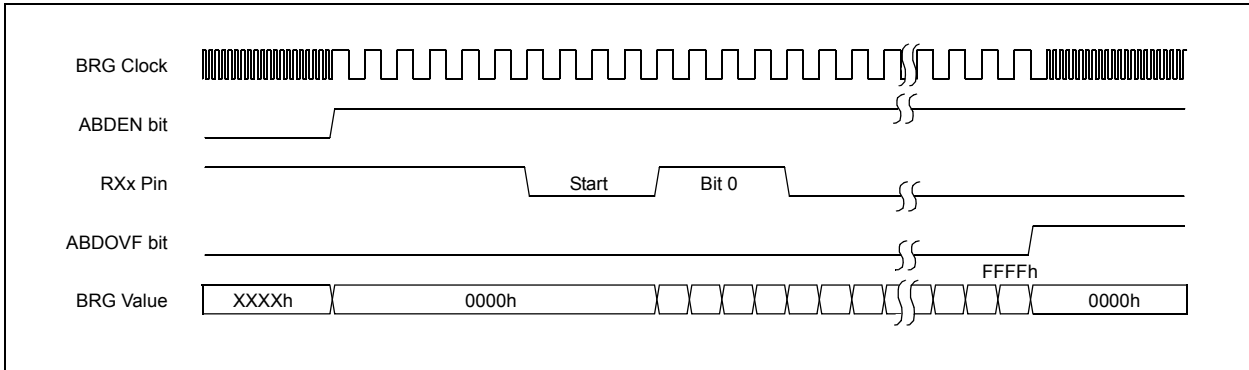 BRG Clock
ABDEN bit
RXx Pin
Start
Bit 0
ABDOVF bit
FFFFh
BRG Value
XXXXh
0000h
0000h